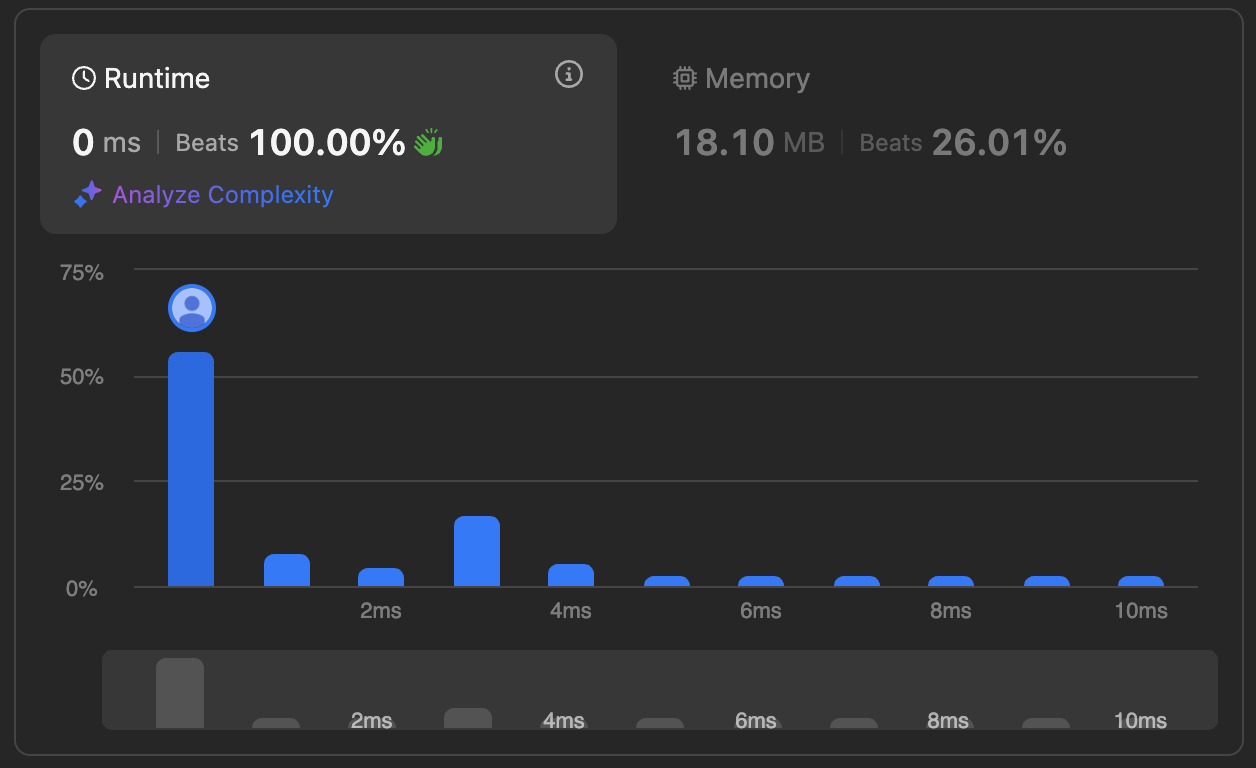 Runtime
0 ms | Beats 100.00%
Analyze Complexity
Memory
18.10 MB | Beats 26.01%
75%
50%
25%
0%
2ms 4ms 6ms 8ms 10ms
2ms 4ms 6ms 8ms 10ms